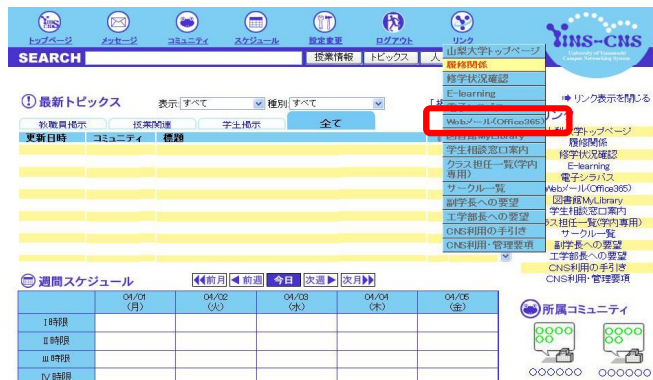 トップページ メッセージ コミュニティ スケジュール 設定変更 ログアウト リンク
YINS-CNS
University of Yamanashi
Campus Networking System
SEARCH 授業情報 トピックス 人
山梨大学トップページ
履修関係
修学状況確認
E-learning
Webメール(Office365)
図書館MyLibrary
学生相談窓口案内
クラス担任一覧(学内専用)
サークル一覧
副学長への要望
工学部長への要望
CNS利用の手引き
CNS利用・管理要項
最新トピックス 表示: すべて 種別: すべて
リンク表示を閉じる
教職員掲示 授業関連 学生掲示 全て
更新日時 コミュニティ 標題
リンク
学トップページ
履修関係
修学状況確認
E-learning
電子シラバス
Webメール(Office365)
図書館MyLibrary
学生相談窓口案内
ラス担任一覧(学内専用)
サークル一覧
副学長への要望
工学部長への要望
CNS利用の手引き
CNS利用・管理要項
週間スケジュール 前月 前週 今日 次週 次月
04/01 (月) 04/02 (火) 04/03 (水) 04/04 (木) 04/05 (金)
I時限
II時限
III時限
IV時限
所属コミュニティ
○○○○○○ ○○○○○○
○○○○○○ ○○○○○○